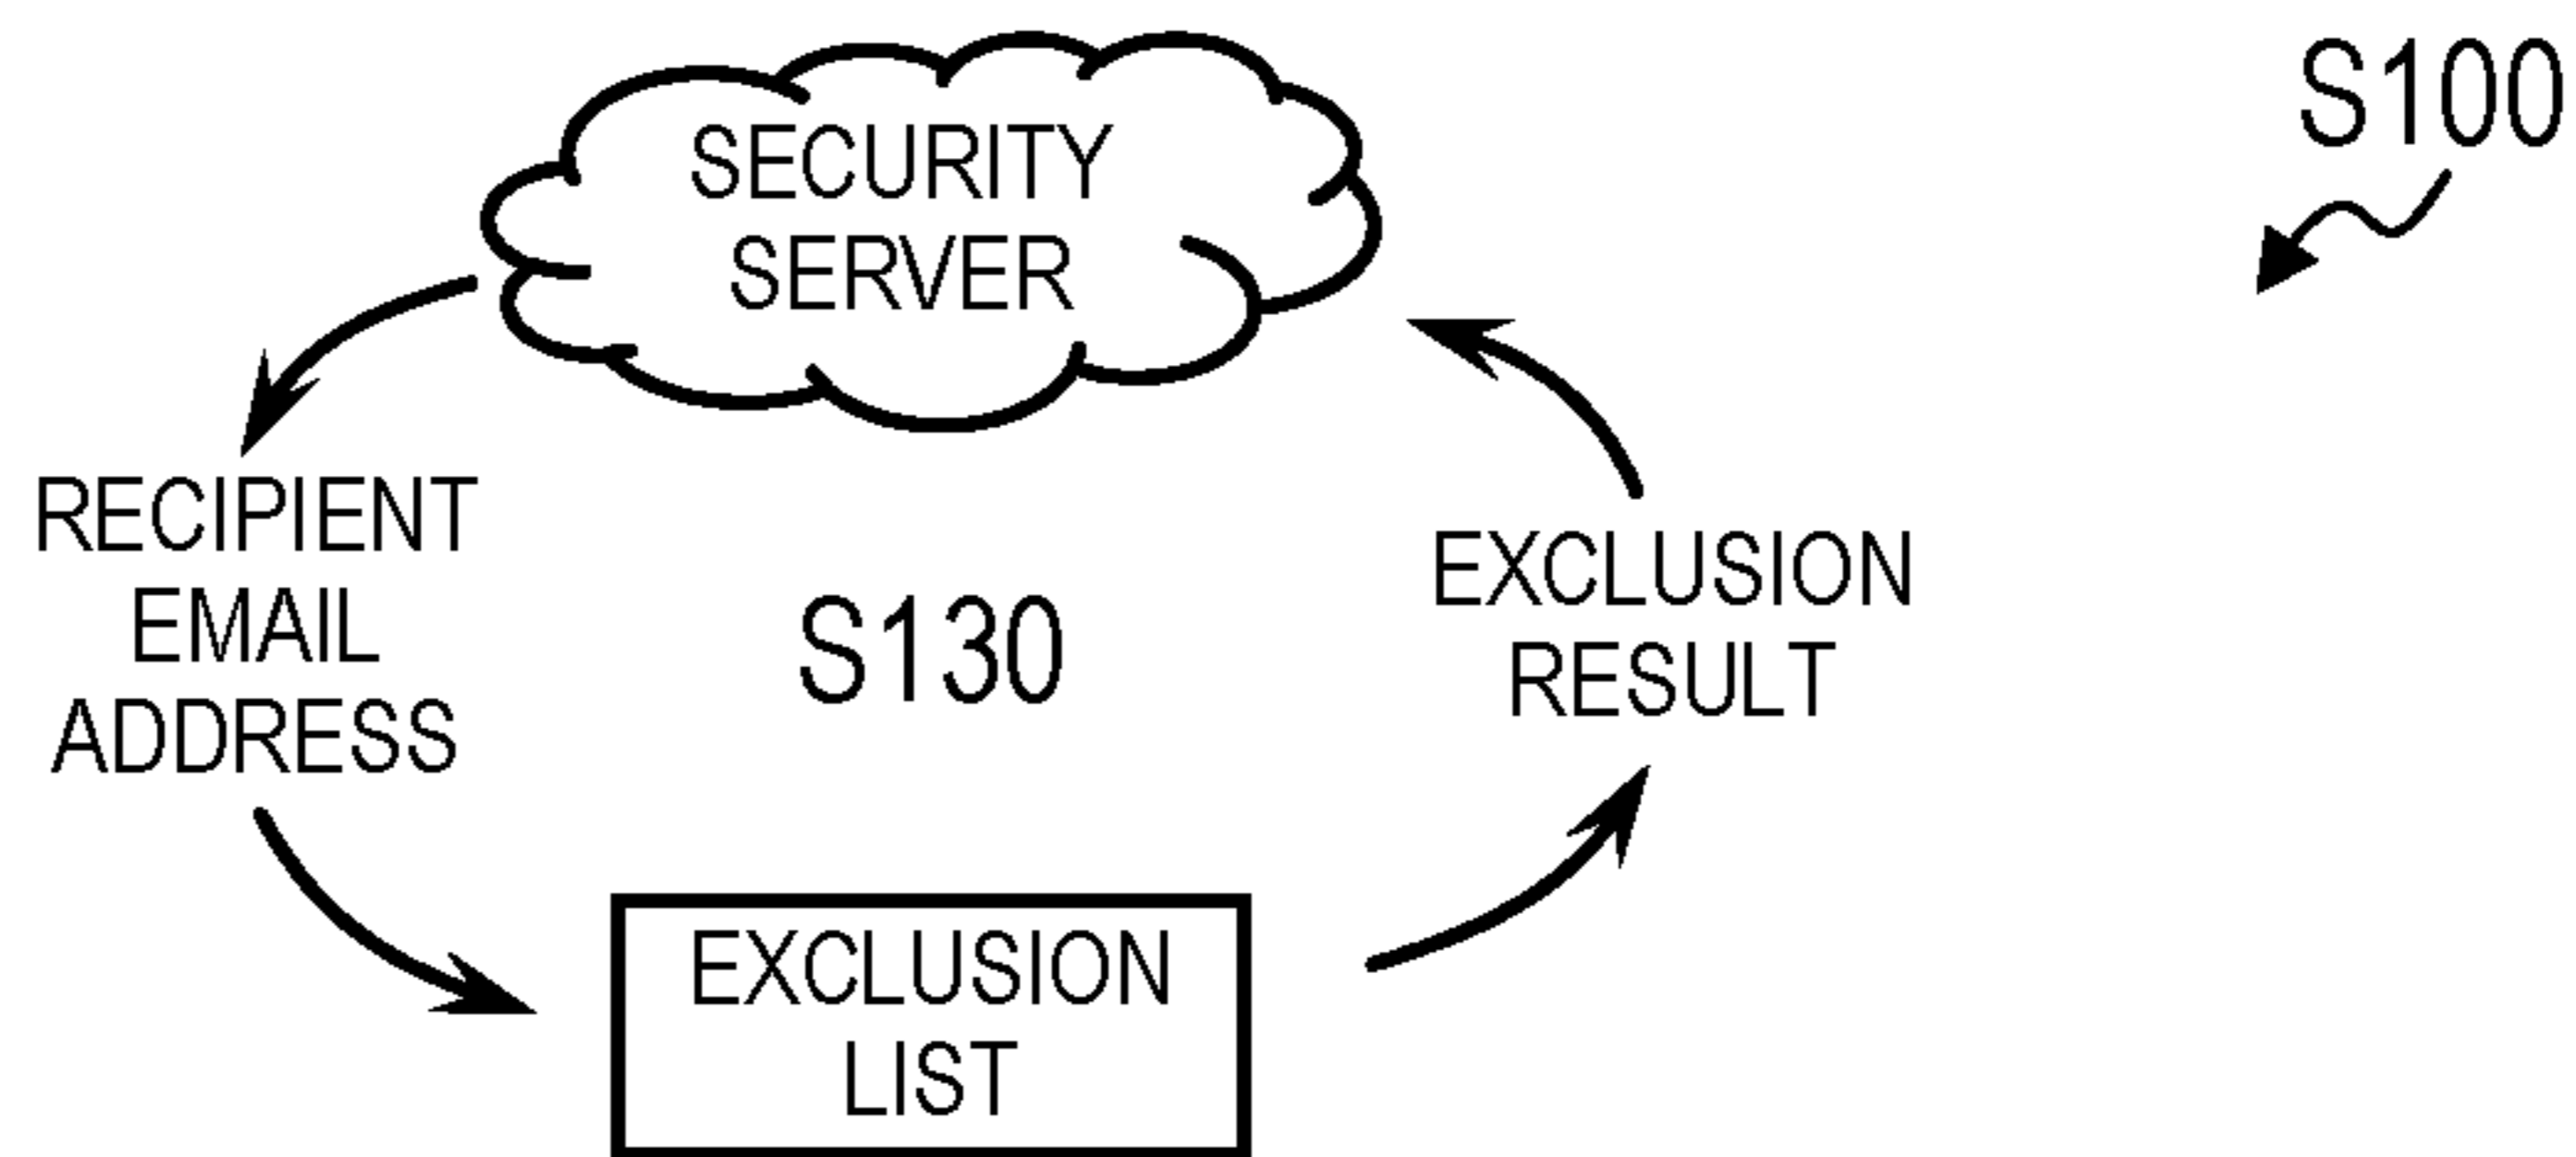 SECURITY
SERVER
S100
RECIPIENT
EMAIL
ADDRESS
S130
EXCLUSION
RESULT
EXCLUSION
LIST